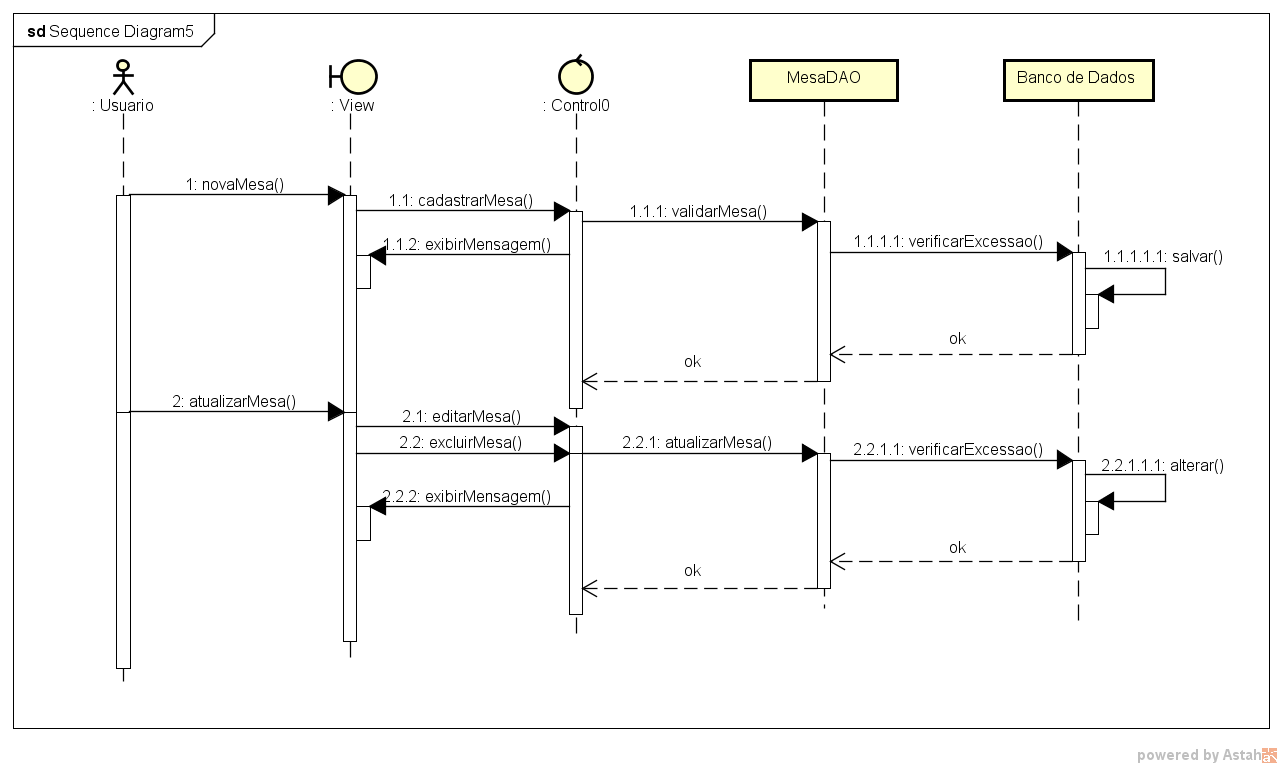 sd Sequence Diagram5
: Usuario
: View
: Control0
MesaDAO
Banco de Dados
1: novaMesa()
1.1: cadastrarMesa()
1.1.1: validarMesa()
1.1.2: exibirMensagem()
1.1.1.1: verificarExcessao()
1.1.1.1.1: salvar()
ok
ok
2: atualizarMesa()
2.1: editarMesa()
2.2: excluirMesa()
2.2.1: atualizarMesa()
2.2.1.1: verificarExcessao()
2.2.1.1.1: alterar()
2.2.2: exibirMensagem()
ok
ok
powered by Astah